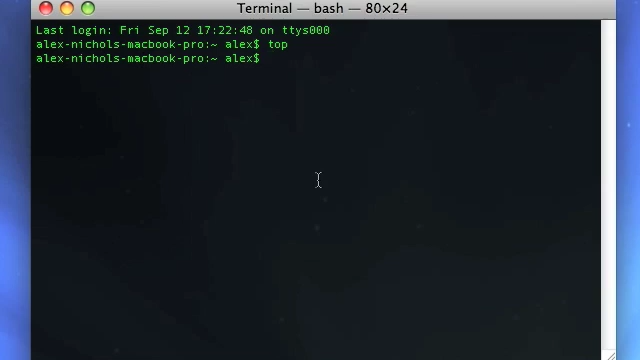 Terminal — bash — 80×24
Last login: Fri Sep 12 17:22:48 on ttys000
alex-nichols-macbook-pro:~ alex$ top
alex-nichols-macbook-pro:~ alex$